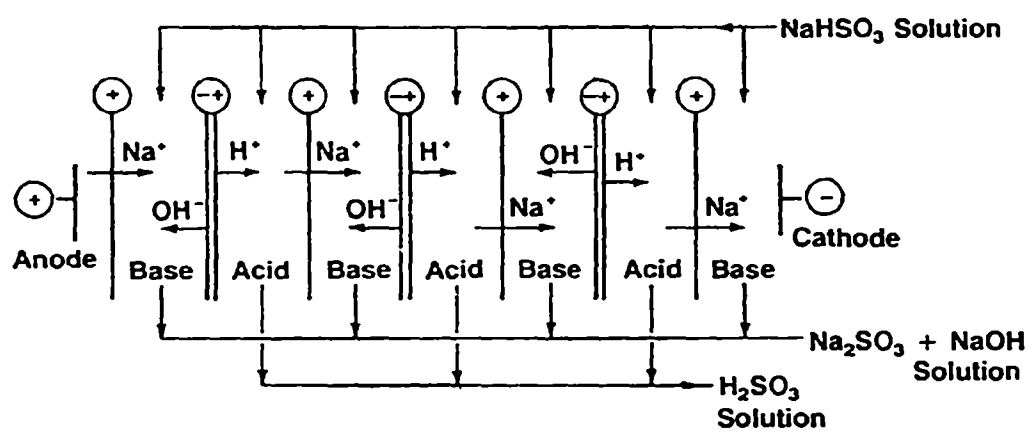 NaHSO₃ Solution
+ −+ + −+ + −+ +
Na⁺ H⁺ Na⁺ H⁺ OH⁻ H⁺
+ OH⁻ OH⁻ Na⁺ Na⁺ −
Anode Cathode
Base Acid Base Acid Base Acid Base
Na₂SO₃ + NaOH
Solution
H₂SO₃
Solution